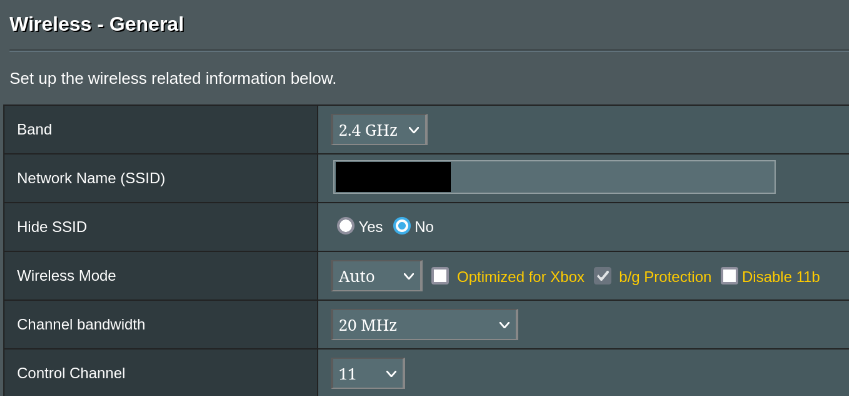 Wireless - General
Set up the wireless related information below.
Band 2.4 GHz
Network Name (SSID)
Hide SSID Yes No
Wireless Mode Auto Optimized for Xbox b/g Protection Disable 11b
Channel bandwidth 20 MHz
Control Channel 11